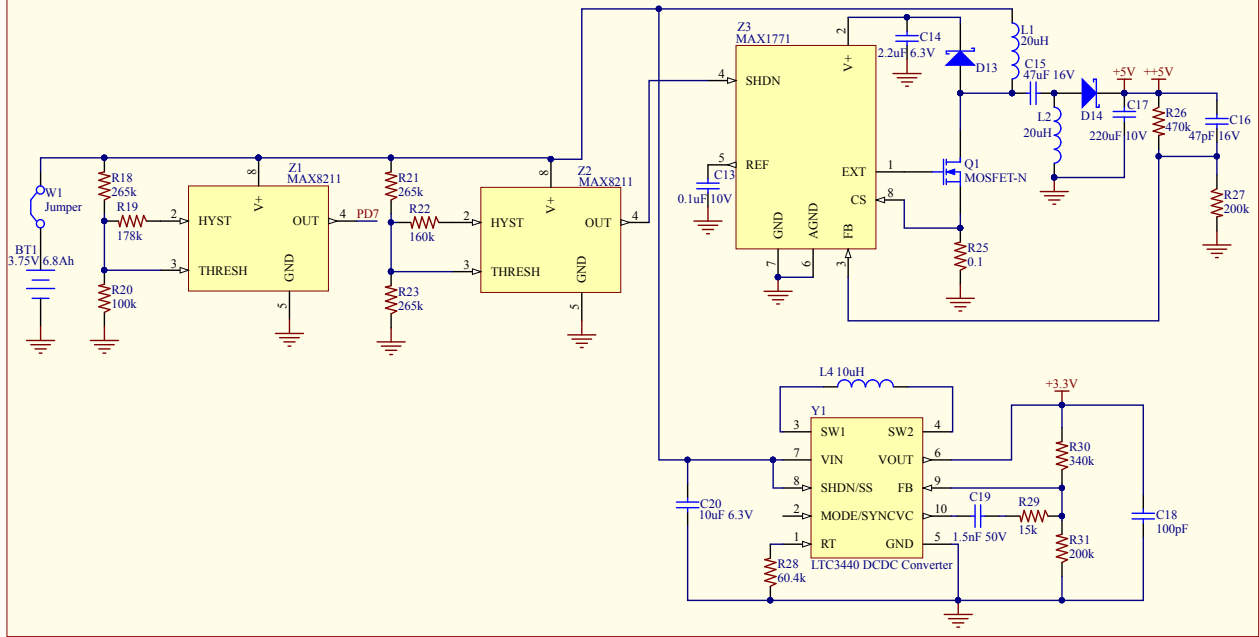 Z3
MAX1771
2
V+
C14
2.2uF 6.3V
D13
L1
20uH
C15
47uF 16V
+5V
++5V
4
SHDN
L2
20uH
D14
C17
220uF 10V
R26
470k
C16
47pF 16V
5
REF
C13
0.1uF 10V
EXT
1
Q1
MOSFET-N
CS
8
GND
AGND
FB
7
6
3
R25
0.1
R27
200k
W1
Jumper
BT1
3.75V 6.8Ah
R18
265k
R19
178k
R20
100k
Z1
MAX8211
8
V+
2
HYST
OUT
4
PD7
3
THRESH
GND
5
R21
265k
R22
160k
R23
265k
Z2
MAX8211
8
V+
2
HYST
OUT
4
3
THRESH
GND
5
L4 10uH
Y1
3
SW1
SW2
4
7
VIN
VOUT
6
8
SHDN/SS
FB
9
2
MODE/SYNCVC
10
1
RT
GND
5
LTC3440 DCDC Converter
C20
10uF 6.3V
R28
60.4k
C19
1.5nF 50V
R29
15k
+3.3V
R30
340k
R31
200k
C18
100pF